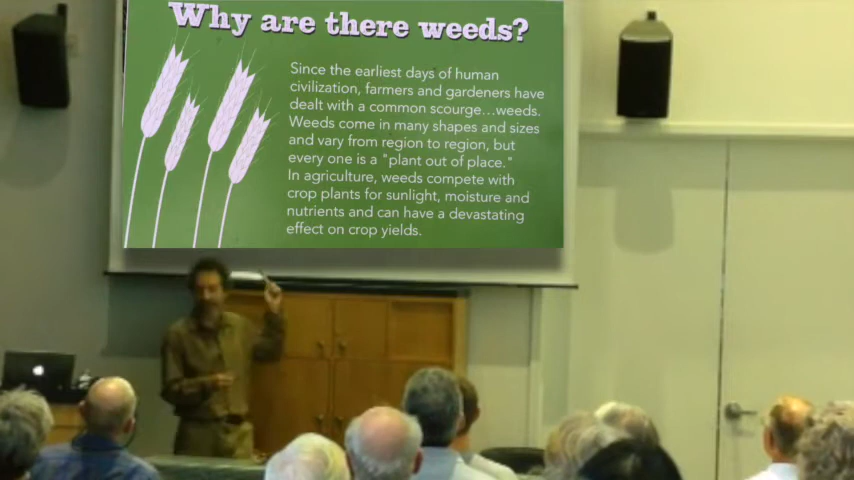 Why are there weeds?
Since the earliest days of human
civilization, farmers and gardeners have
dealt with a common scourge...weeds.
Weeds come in many shapes and sizes
and vary from region to region, but
every one is a "plant out of place."
In agriculture, weeds compete with
crop plants for sunlight, moisture and
nutrients and can have a devastating
effect on crop yields.